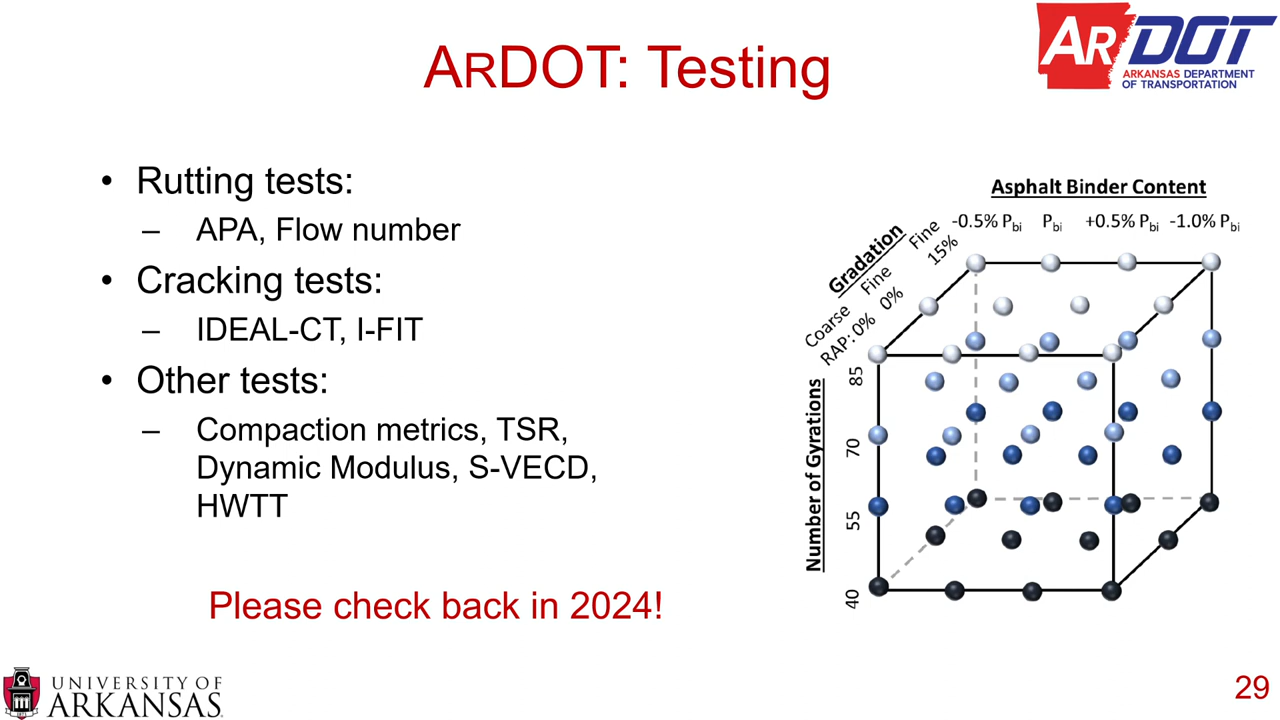 ARDOT: Testing
ARDOT
ARKANSAS DEPARTMENT
OF TRANSPORTATION
• Rutting tests:
– APA, Flow number
• Cracking tests:
– IDEAL-CT, I-FIT
• Other tests:
– Compaction metrics, TSR,
Dynamic Modulus, S-VECD,
HWTT
Please check back in 2024!
Asphalt Binder Content
-0.5% Pbi Pbi +0.5% Pbi -1.0% Pbi
Gradation
Coarse Fine Fine
RAP: 0% 0% 15%
Number of Gyrations
85
70
55
40
UNIVERSITY OF
ARKANSAS
29